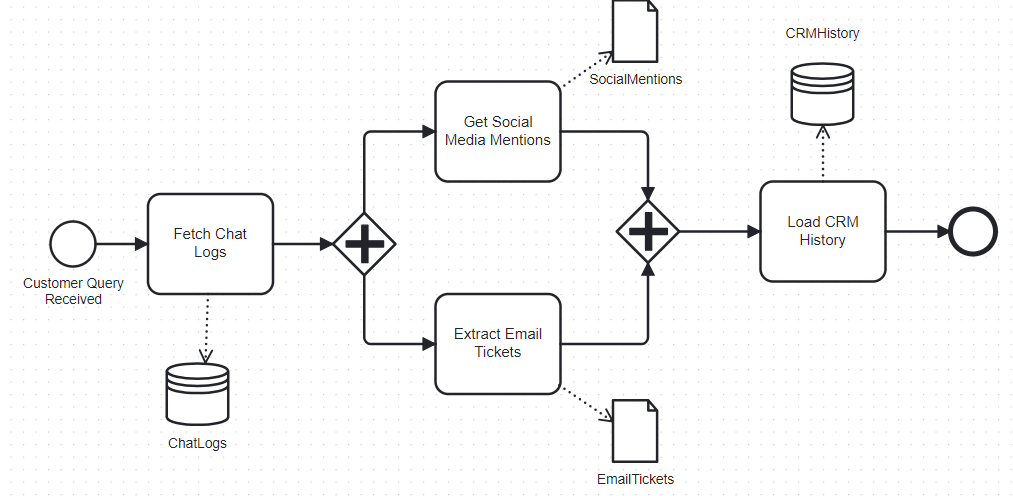 CRMHistory
SocialMentions
Get Social
Media Mentions
Fetch Chat
Logs
Load CRM
History
Customer Query
Received
Extract Email
Tickets
ChatLogs
EmailTickets